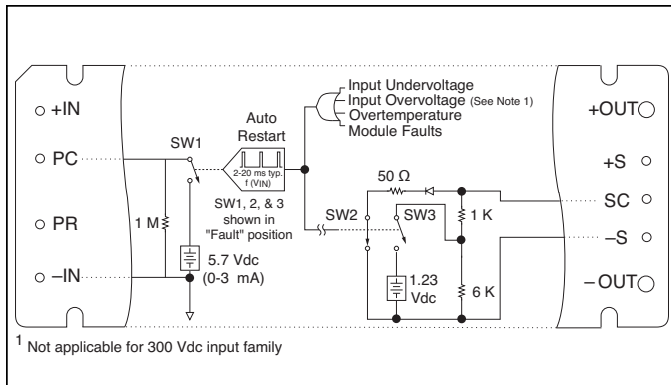 +IN
PC
PR
–IN
SW1
1 M
5.7 Vdc
(0-3 mA)
Auto
Restart
2-20 ms typ.
f (VIN)
SW1, 2, & 3
shown in
"Fault" position
Input Undervoltage
Input Overvoltage (See Note 1)
Overtemperature
Module Faults
50 Ω
SW2
SW3
1 K
1.23
Vdc
6 K
+OUT
+S
SC
–S
–OUT
1 Not applicable for 300 Vdc input family